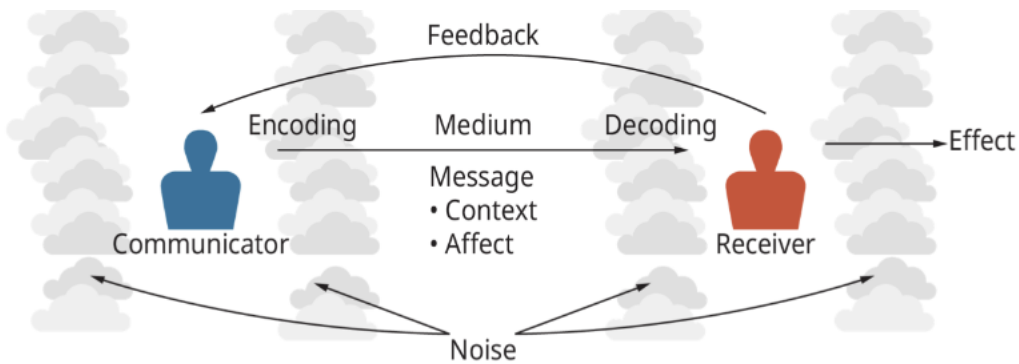 Feedback
Encoding
Medium
Decoding
Effect
Message
• Context
• Affect
Communicator
Receiver
Noise